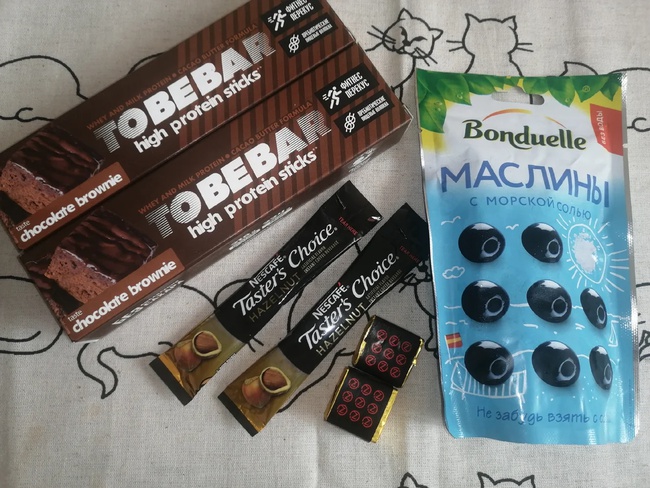 WHEY AND MILK PROTEIN + CACAO BUTTER FORMULA
TOBEBAR
high protein sticks
ФИТНЕС
ПЕРЕКУС
taste
chocolate brownie
WHEY AND MILK PROTEIN + CACAO BUTTER FORMULA
TOBEBAR
high protein sticks
ФИТНЕС
ПЕРЕКУС
taste
chocolate brownie
NESCAFÉ
Taster's Choice
HAZELNUT
NESCAFÉ
Taster's Choice
HAZELNUT
Bonduelle
БЕЗ ВОДЫ
МАСЛИНЫ
С МОРСКОЙ СОЛЬЮ
Не забудь взять с